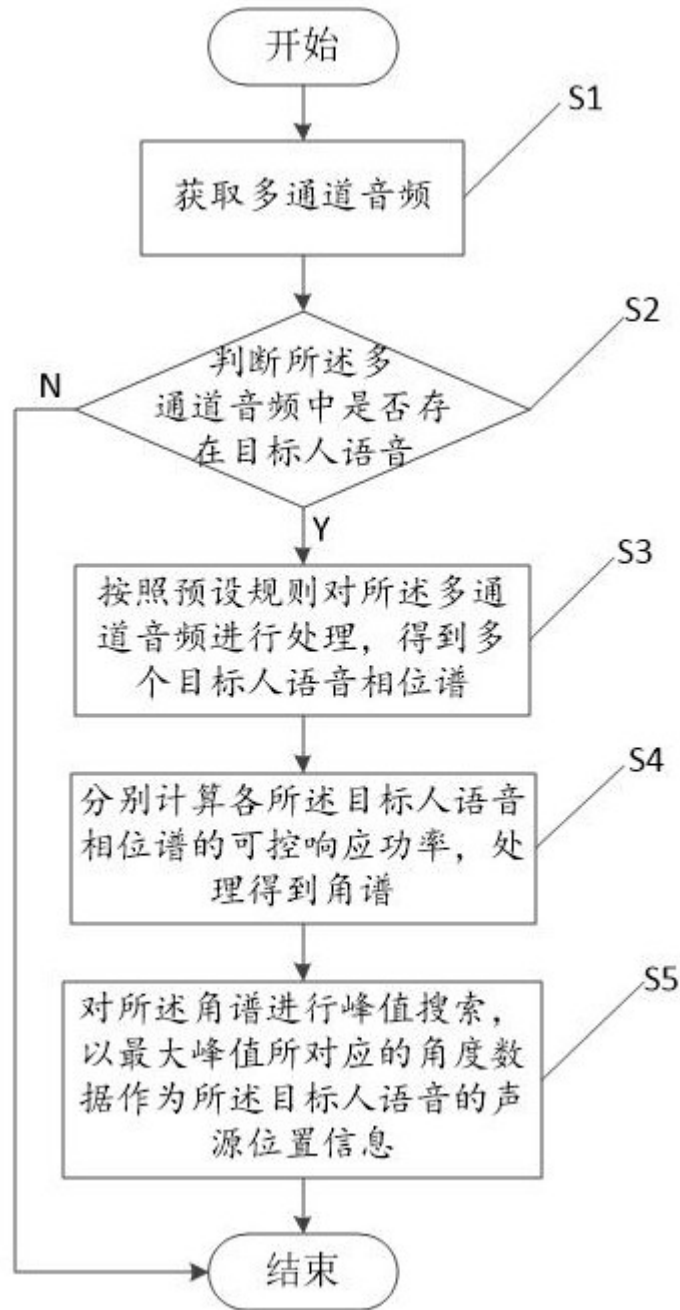 开始
S1
获取多通道音频
S2
N
判断所述多
通道音频中是否存
在目标人语音
Y
S3
按照预设规则对所述多通
道音频进行处理，得到多
个目标人语音相位谱
S4
分别计算各所述目标人语音
相位谱的可控响应功率，处
理得到角谱
S5
对所述角谱进行峰值搜索，
以最大峰值所对应的角度数
据作为所述目标人语音的声
源位置信息
结束